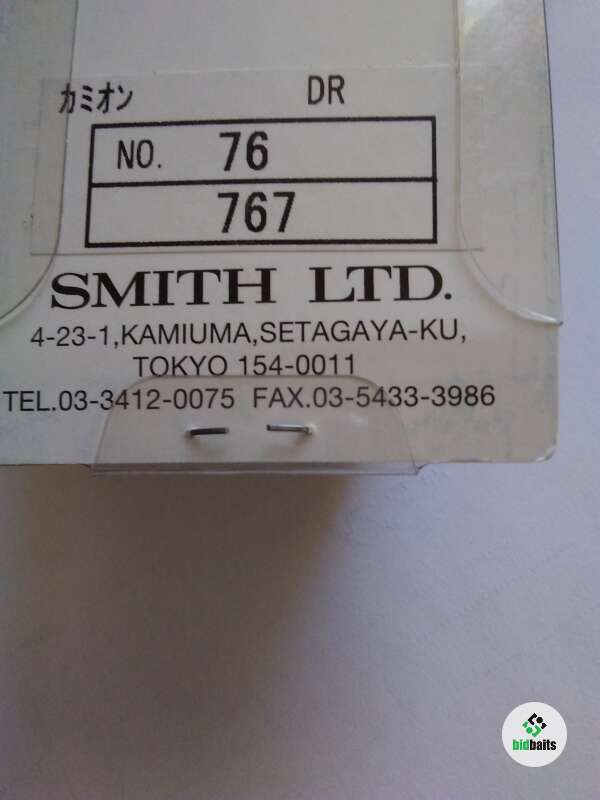 カミオン DR
NO. 76
767
SMITH LTD.
4-23-1,KAMIUMA,SETAGAYA-KU,
TOKYO 154-0011
TEL.03-3412-0075 FAX.03-5433-3986
bidbaits